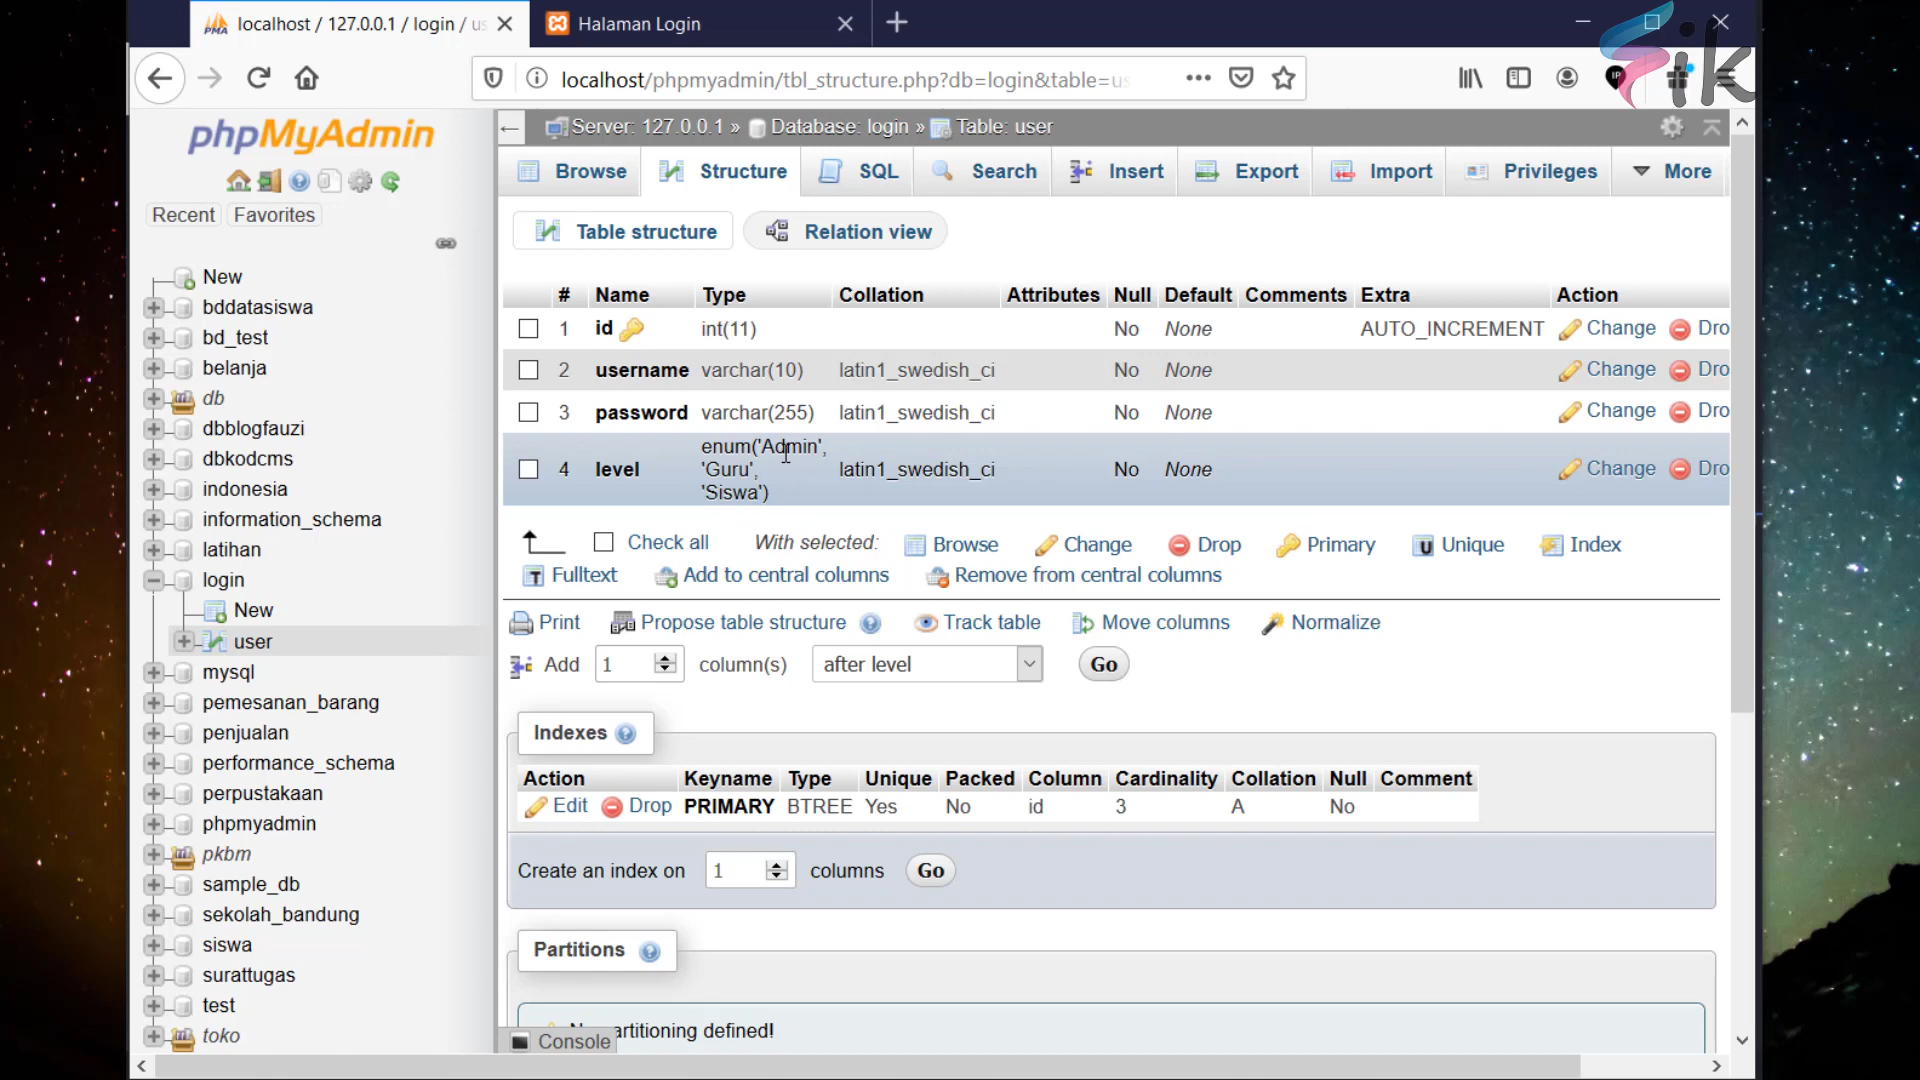 localhost / 127.0.0.1 / login / us
Halaman Login
localhost/phpmyadmin/tbl_structure.php?db=login&table=us
phpMyAdmin
Recent
Favorites
New
bddatasiswa
bd_test
belanja
db
dbblogfauzi
dbkodcms
indonesia
information_schema
latihan
login
New
user
mysql
pemesanan_barang
penjualan
performance_schema
perpustakaan
phpmyadmin
pkbm
sample_db
sekolah_bandung
siswa
surattugas
test
toko
Server: 127.0.0.1 » Database: login » Table: user
Browse Structure SQL Search Insert Export Import Privileges More
Table structure Relation view
# Name Type Collation Attributes Null Default Comments Extra Action
1 id int(11) No None AUTO_INCREMENT Change Dro
2 username varchar(10) latin1_swedish_ci No None Change Dro
3 password varchar(255) latin1_swedish_ci No None Change Dro
4 level enum('Admin', 'Guru', 'Siswa') latin1_swedish_ci No None Change Dro
Check all With selected: Browse Change Drop Primary Unique Index
Fulltext Add to central columns Remove from central columns
Print Propose table structure Track table Move columns Normalize
Add 1 column(s) after level Go
Indexes
Action Keyname Type Unique Packed Column Cardinality Collation Null Comment
Edit Drop PRIMARY BTREE Yes No id 3 A No
Create an index on 1 columns Go
Partitions
partitioning defined!
Console